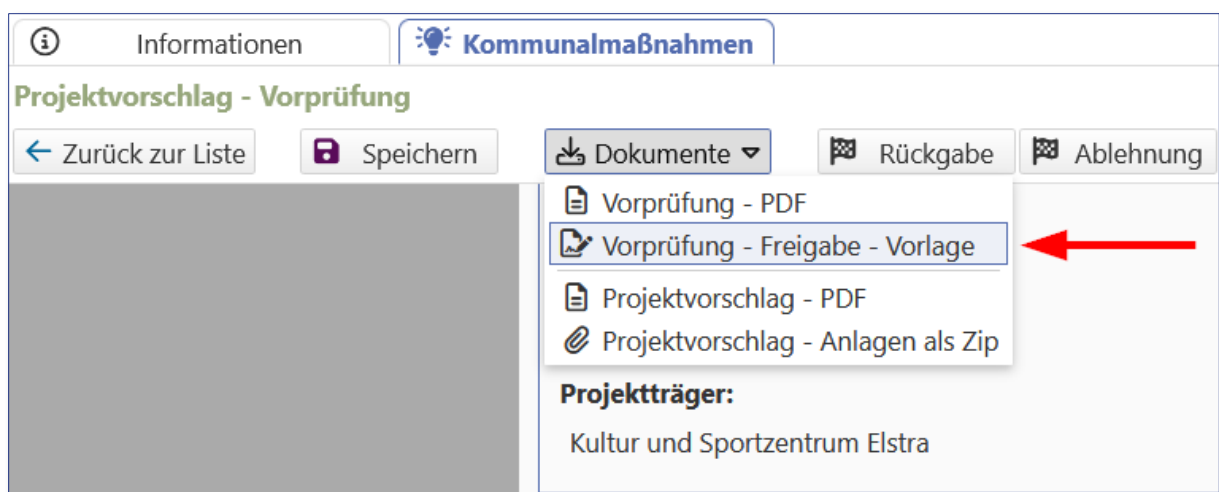 Informationen
Kommunalmaßnahmen
Projektvorschlag - Vorprüfung
Zurück zur Liste
Speichern
Dokumente
Rückgabe
Ablehnung
Vorprüfung - PDF
Vorprüfung - Freigabe - Vorlage
Projektvorschlag - PDF
Projektvorschlag - Anlagen als Zip
Projektträger:
Kultur und Sportzentrum Elstra